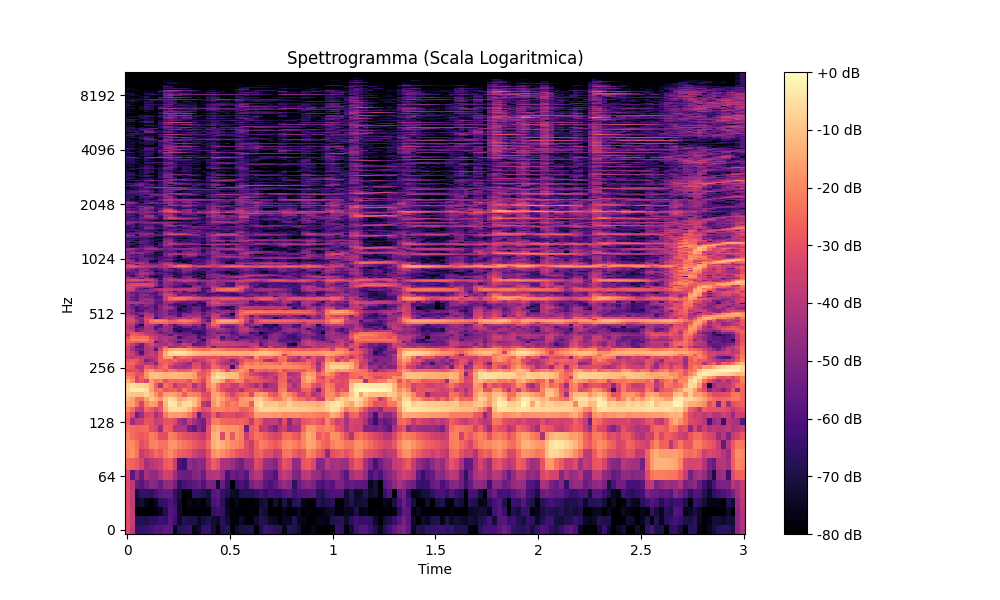 Spettrogramma (Scala Logaritmica)
Hz
8192
4096
2048
1024
512
256
128
64
0
0
0.5
1
1.5
2
2.5
3
Time
+0 dB
-10 dB
-20 dB
-30 dB
-40 dB
-50 dB
-60 dB
-70 dB
-80 dB